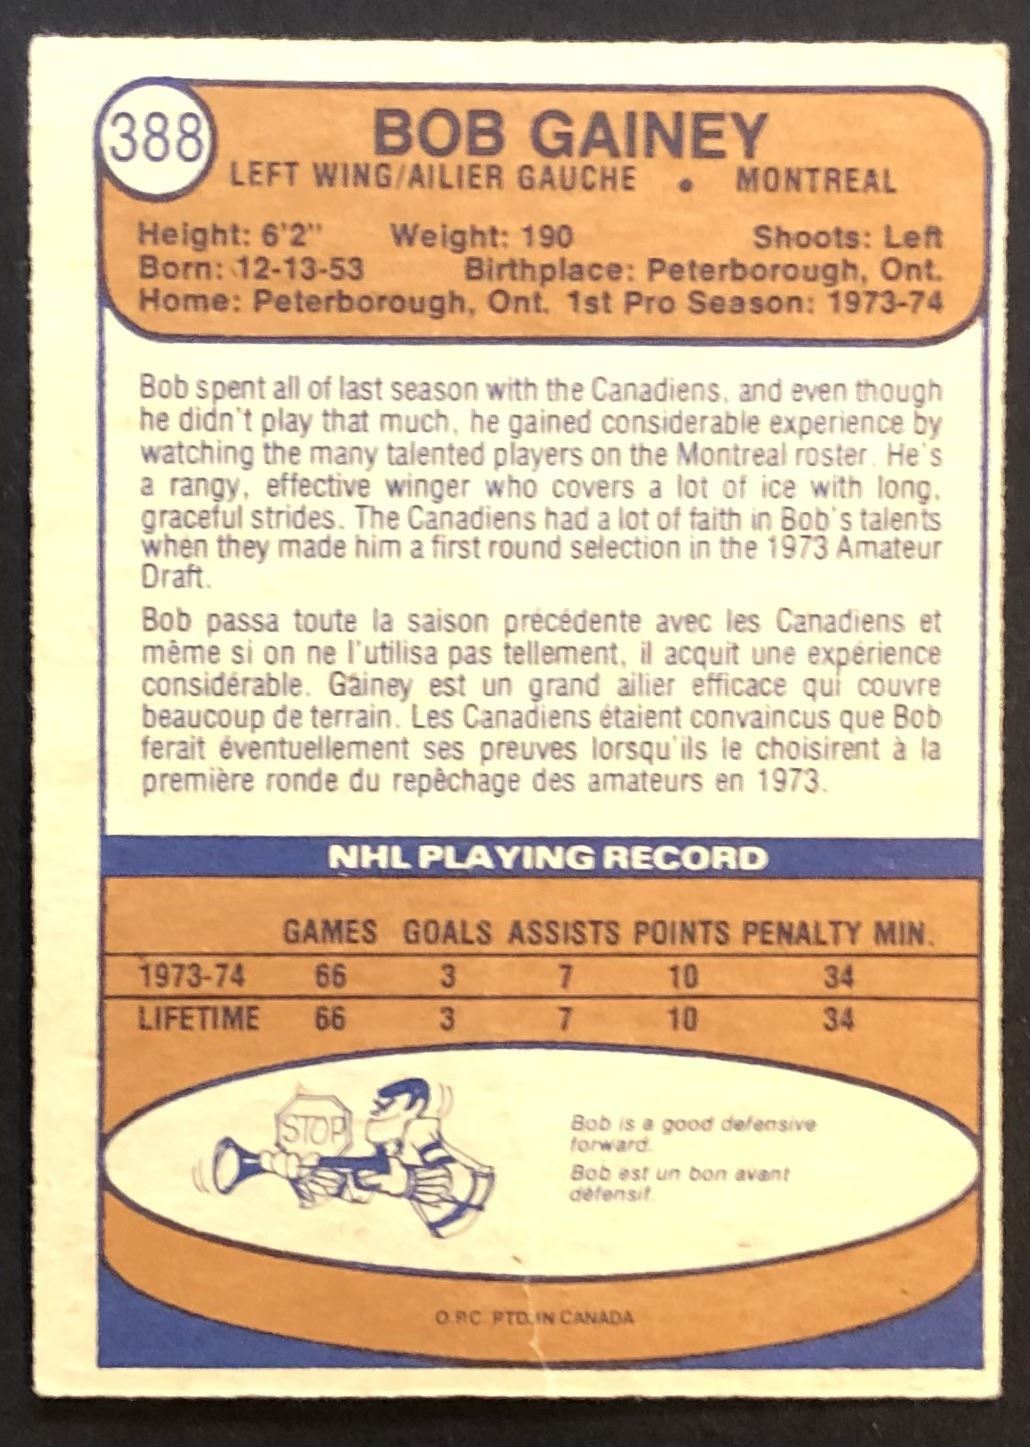 388
BOB GAINEY
LEFT WING/AILIER GAUCHE • MONTREAL
Height: 6'2" Weight: 190 Shoots: Left
Born: 12-13-53 Birthplace: Peterborough, Ont.
Home: Peterborough, Ont. 1st Pro Season: 1973-74
Bob spent all of last season with the Canadiens, and even though
he didn't play that much, he gained considerable experience by
watching the many talented players on the Montreal roster. He's
a rangy, effective winger who covers a lot of ice with long,
graceful strides. The Canadiens had a lot of faith in Bob's talents
when they made him a first round selection in the 1973 Amateur
Draft.
Bob passa toute la saison précédente avec les Canadiens et
même si on ne l'utilisa pas tellement, il acquit une expérience
considérable. Gainey est un grand ailier efficace qui couvre
beaucoup de terrain. Les Canadiens étaient convaincus que Bob
ferait éventuellement ses preuves lorsqu'ils le choisirent à la
première ronde du repêchage des amateurs en 1973.
NHL PLAYING RECORD
GAMES GOALS ASSISTS POINTS PENALTY MIN.
1973-74 66 3 7 10 34
LIFETIME 66 3 7 10 34
STOP
Bob is a good defensive
forward.
Bob est un bon avant
défensif.
O.P.C. PTD. IN CANADA